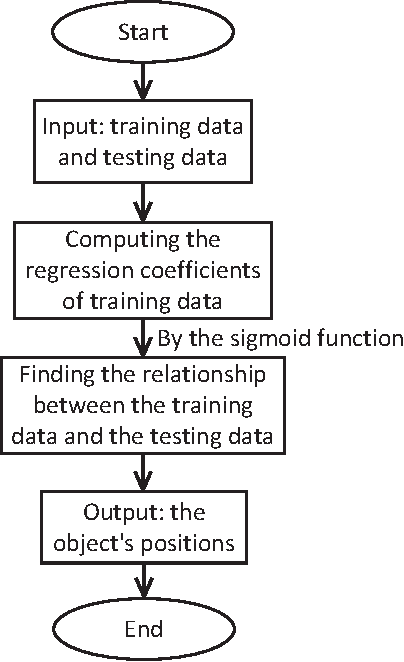 Start
Input: training data
and testing data
Computing the
regression coefficients
of training data
By the sigmoid function
Finding the relationship
between the training
data and the testing data
Output: the
object's positions
End